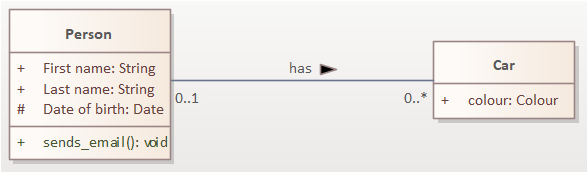 Person
+ First name: String
+ Last name: String
# Date of birth: Date
+ sends_email(): void
has
0..1
0..*
Car
+ colour: Colour